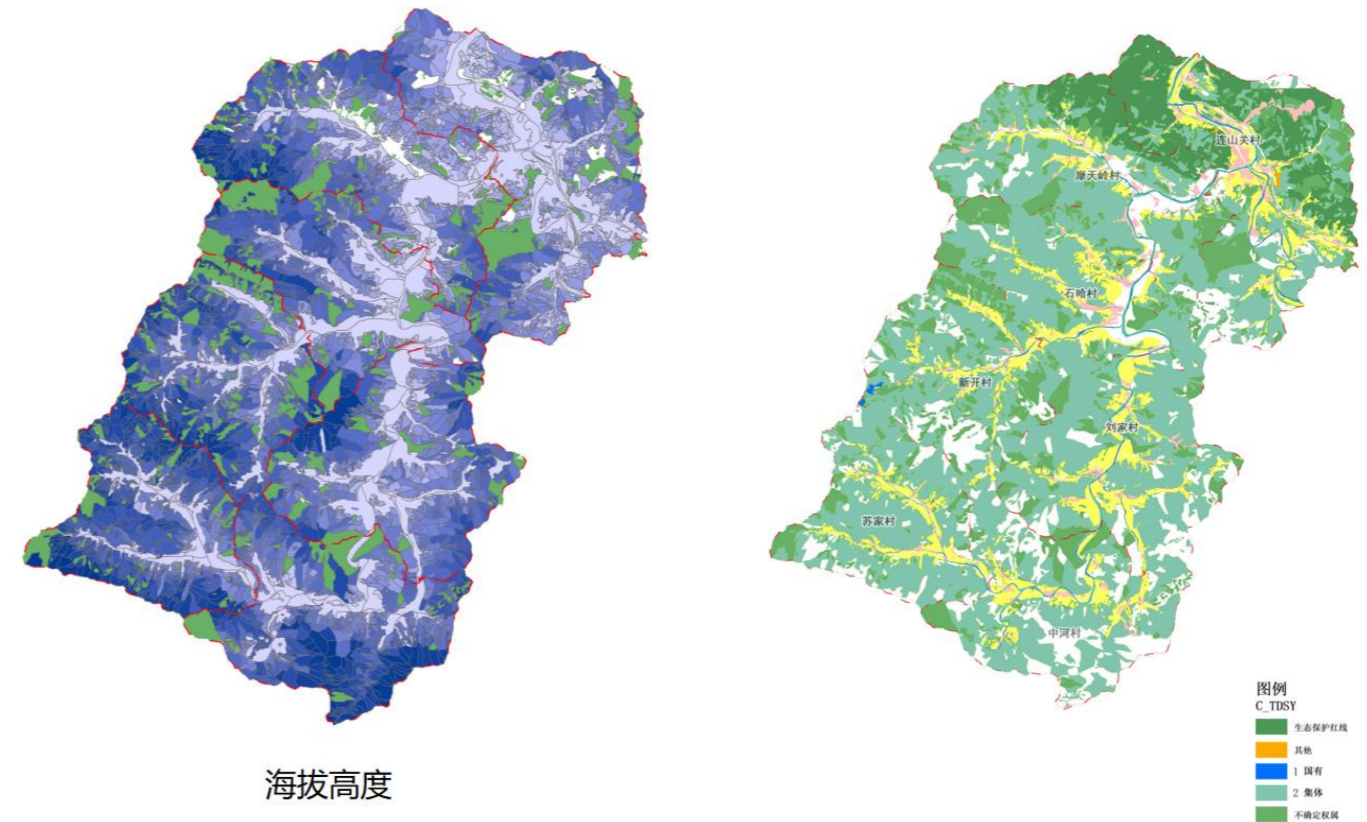 连山关村
摩天岭村
石哈村
新开村
刘家村
苏家村
中河村
海拔高度
图例
C_TDSY
生态保护红线
其他
1 国有
2 集体
不确定权属